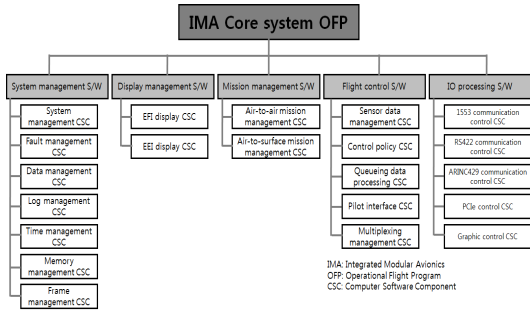 IMA Core system OFP
System management S/W
Display management S/W
Mission management S/W
Flight control S/W
IO processing S/W
System
management CSC
Fault management
CSC
Data management
CSC
Log management
CSC
Time management
CSC
Memory
management CSC
Frame
management CSC
EFI display CSC
EEI display CSC
Air-to-air mission
management CSC
Air-to-surface mission
management CSC
Sensor data
management CSC
Control policy CSC
Queueing data
processing CSC
Pilot interface CSC
Multiplexing
management CSC
1553 communication
control CSC
RS422 communication
control CSC
ARINC429 communication
control CSC
PCIe control CSC
Graphic control CSC
IMA: Integrated Modular Avionics
OFP: Operational Flight Program
CSC: Computer Software Component